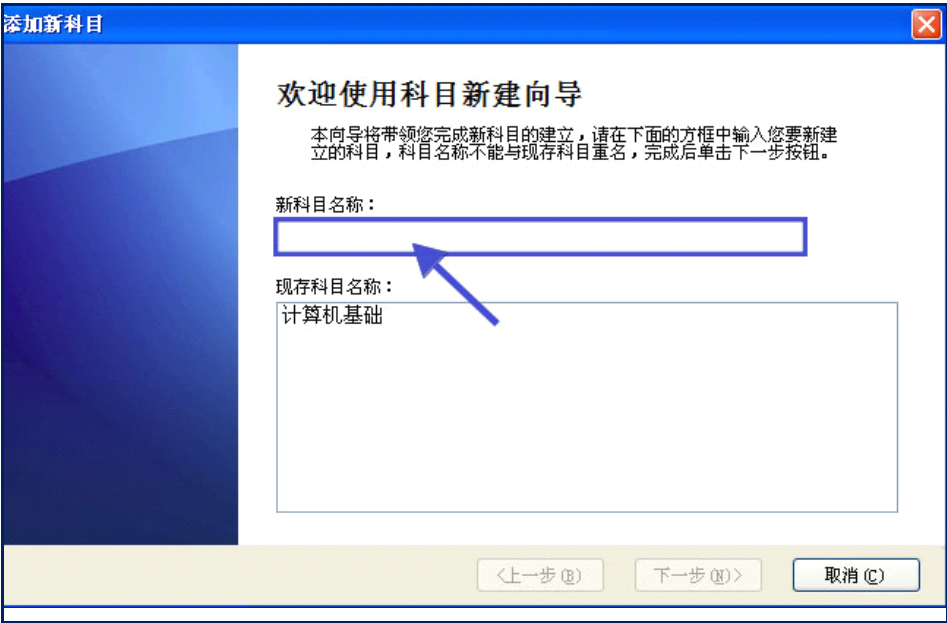 添加新科目
欢迎使用科目新建向导
本向导将带领您完成新科目的建立，请在下面的方框中输入您要新建
立的科目，科目名称不能与现存科目重名，完成后单击下一步按钮。
新科目名称：
现存科目名称：
计算机基础
<上一步(B)
下一步(N)>
取消(C)